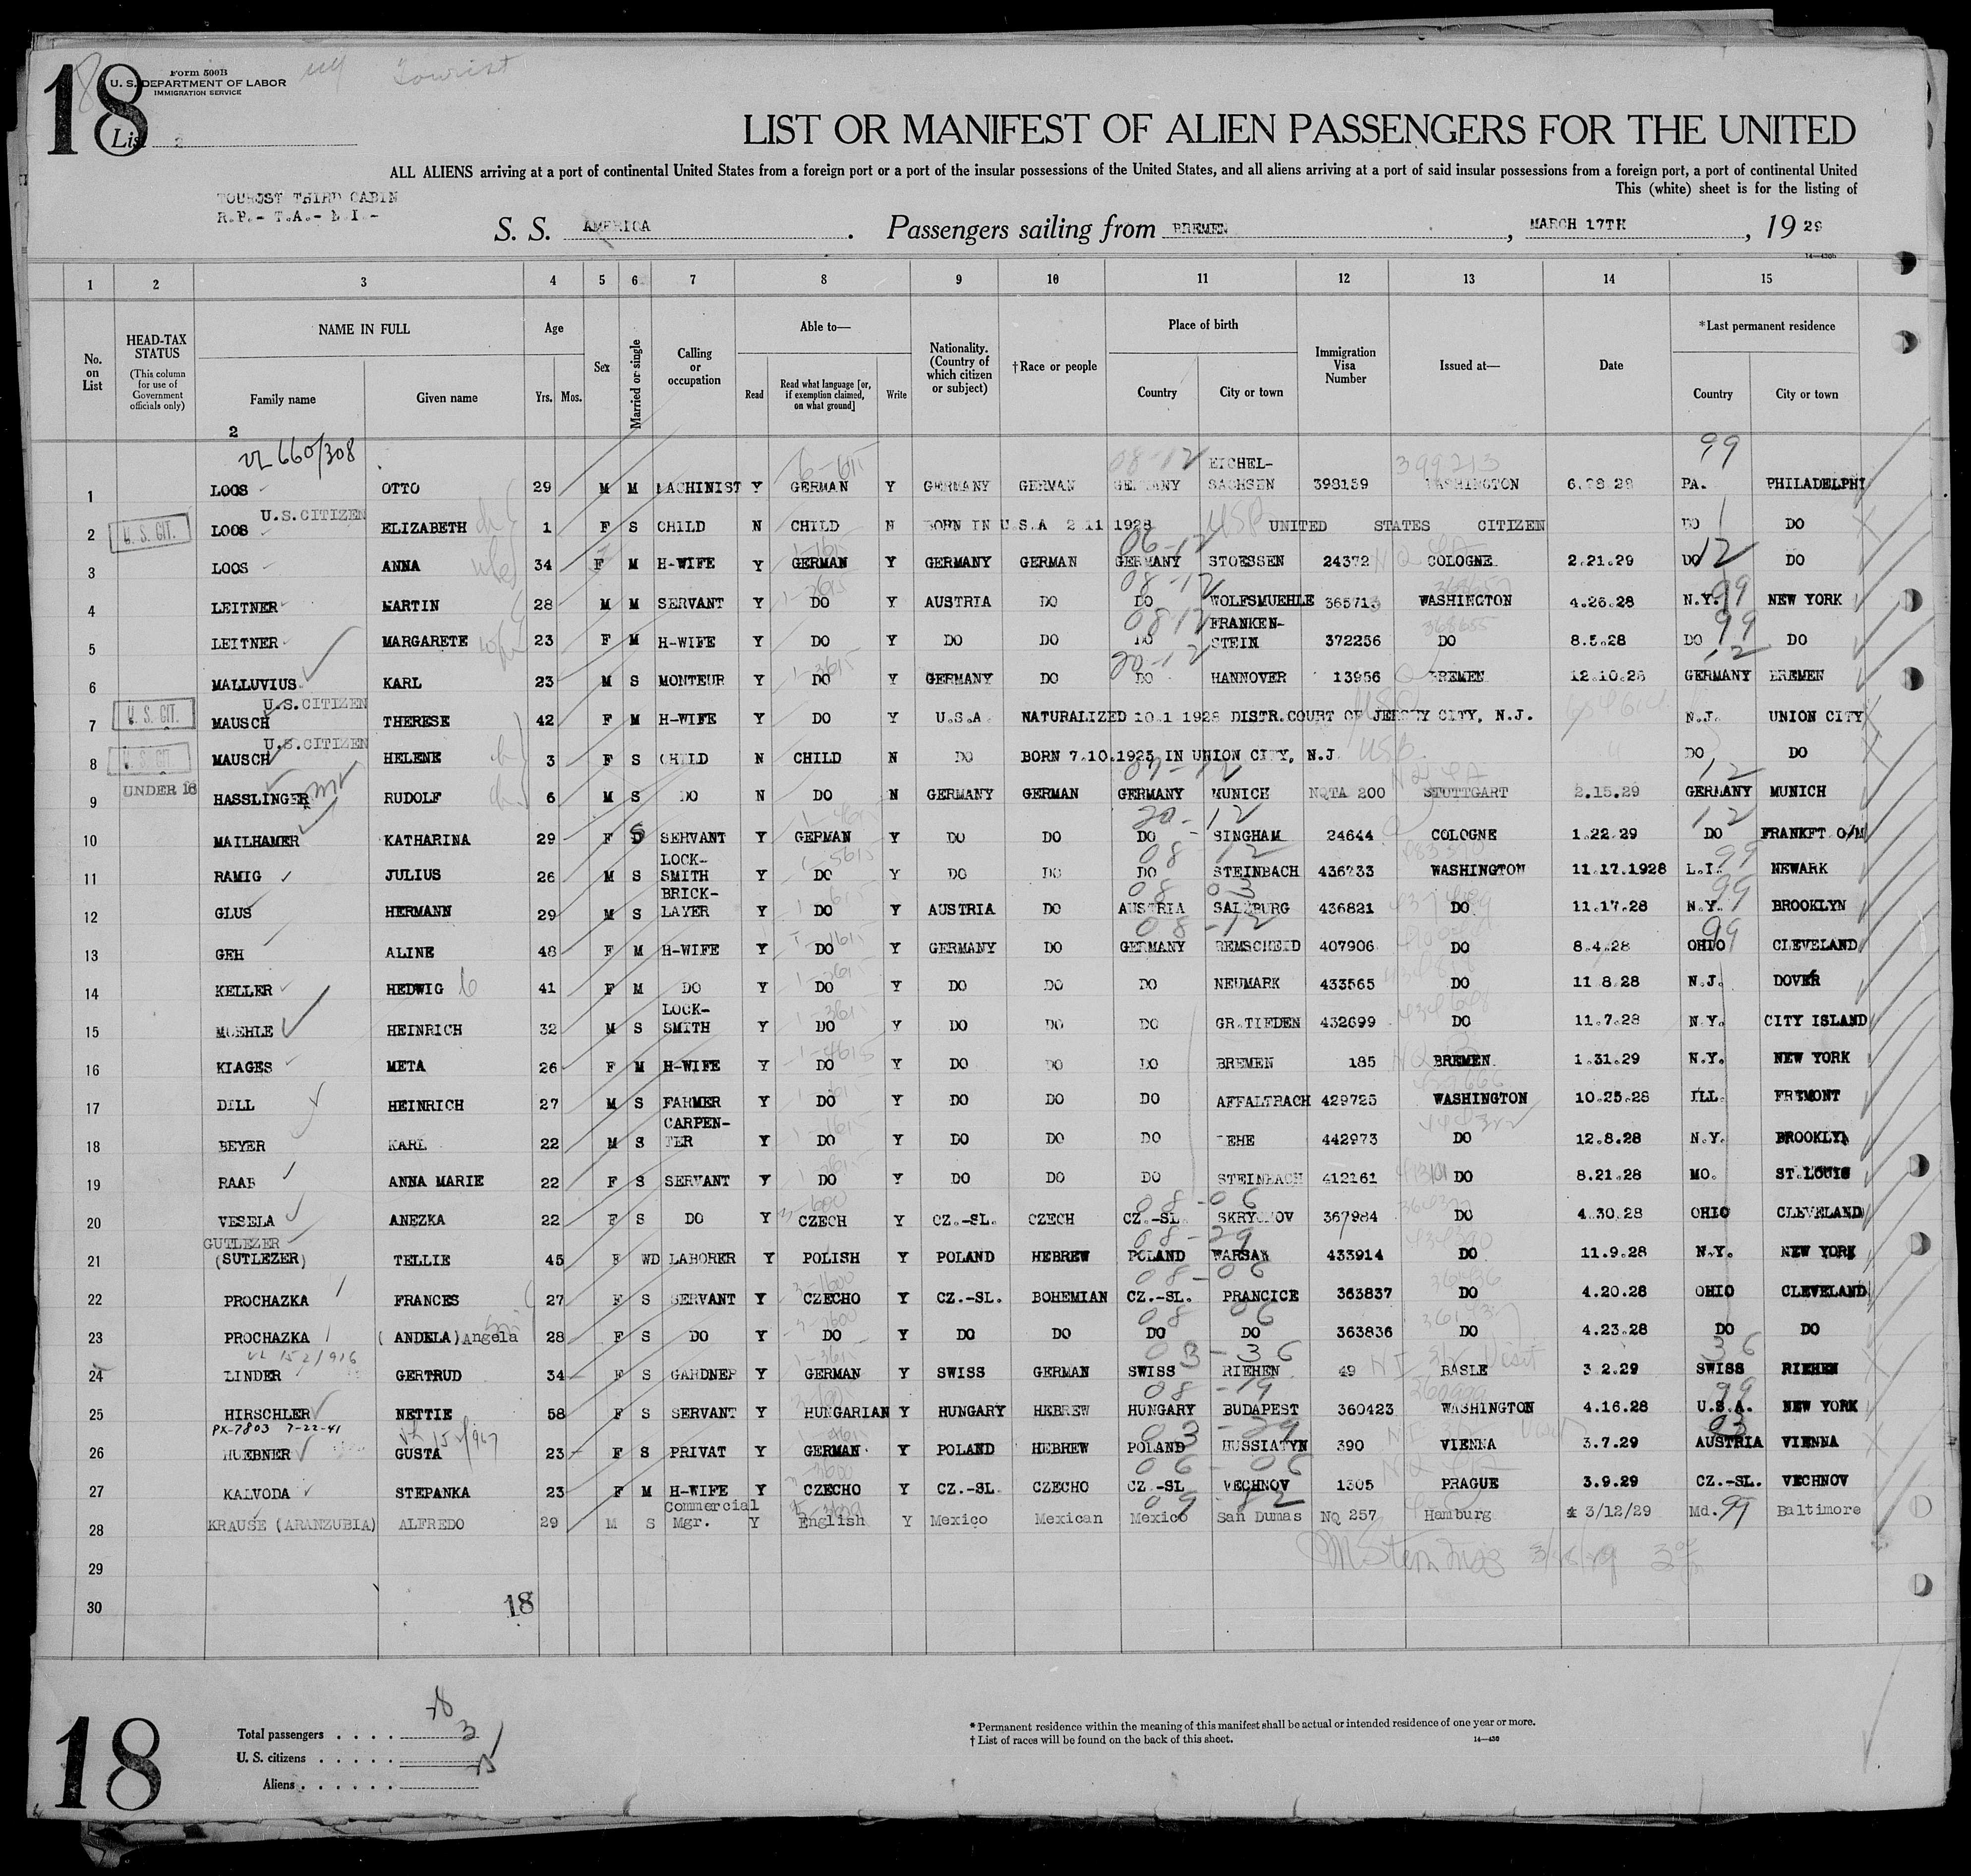 18
Form 500B
U. S. DEPARTMENT OF LABOR
IMMIGRATION SERVICE
Tourist
List 2
LIST OR MANIFEST OF ALIEN PASSENGERS FOR THE UNITED
ALL ALIENS arriving at a port of continental United States from a foreign port or a port of the insular possessions of the United States, and all aliens arriving at a port of said insular possessions from a foreign port, a port of continental United
This (white) sheet is for the listing of
TOURIST THIRD CABIN
R.P.- T.A.- N.I.-
S. S. AMERICA. Passengers sailing from BREMEN, MARCH 17TH, 1929
1 2 3 4 5 6 7 8 9 10 11 12 13 14 15
No. on List
HEAD-TAX STATUS (This column for use of Government officials only)
NAME IN FULL
Family name Given name
Age Yrs. Mos.
Sex
Married or single
Calling or occupation
Able to—
Read Read what language [or, if exemption claimed, on what ground] Write
Nationality. (Country of which citizen or subject)
†Race or people
Place of birth
Country City or town
Immigration Visa Number
Issued at—
Date
*Last permanent residence
Country City or town
2
VL 660/308
1 LOOS OTTO 29 M M MACHINIST Y GERMAN Y GERMANY GERMAN GERMANY EICHEL-SACHSEN 398159 WASHINGTON PA. PHILADELPHI
2 U.S. CIT. LOOS U.S.CITIZEN ELIZABETH 1 F S CHILD N CHILD N BORN IN U.S.A 2 11 1928 UNITED STATES CITIZEN DO DO
3 LOOS ANNA 34 F M H-WIFE Y GERMAN Y GERMANY GERMAN GERMANY STOESSEN 24372 COLOGNE 2.21.29 DO DO
4 LEITNER MARTIN 28 M M SERVANT Y DO Y AUSTRIA DO DO WOLFSMUEHLE 365713 WASHINGTON 4.26.28 N.Y. NEW YORK
5 LEITNER MARGARETE 23 F M H-WIFE Y DO Y DO DO DO FRANKEN-STEIN 372256 DO 8.5.28 DO DO
6 MALLUVIUS KARL 23 M S MONTEUR Y DO Y GERMANY DO DO HANNOVER 13956 BREMEN 12.10.28 GERMANY BREMEN
7 U.S. CIT. MAUSCH U.S.CITIZEN THERESE 42 F M H-WIFE Y DO Y U.S.A. NATURALIZED 10.1 1928 DISTR.COURT OF JERSEY CITY, N.J. N.J. UNION CITY
8 U.S. CIT. MAUSCH U.S.CITIZEN HELENE 3 F S CHILD N CHILD N DO BORN 7.10.1925 IN UNION CITY, N.J DO DO
9 UNDER 16 HASSLINGER RUDOLF 6 M S DO N DO N GERMANY GERMAN GERMANY MUNICH NQTA 200 STUTTGART 2.15.29 GERMANY MUNICH
10 MAILHAMER KATHARINA 29 F SERVANT Y GERMAN Y DO DO DO SINGHAM 24644 COLOGNE 1.22.29 DO FRANKFT O/M
11 RAMIG JULIUS 26 M S LOCK-SMITH Y DO Y DO DO DO STEINBACH 436733 WASHINGTON 11.17.1928 L.I. NEWARK
12 GLUS HERMANN 29 M S BRICK-LAYER Y DO Y AUSTRIA DO AUSTRIA SALZBURG 436821 DO 11.17.28 N.Y. BROOKLYN
13 GEH ALINE 48 F M H-WIFE Y DO Y GERMANY DO GERMANY REMSCHEID 407906 DO 8.4.28 OHIO CLEVELAND
14 KELLER HEDWIG 41 F M DO Y DO Y DO DO DO NEUMARK 433565 DO 11 8.28 N.J. DOVER
15 MUEHLE HEINRICH 32 M S LOCK-SMITH Y DO Y DO DO DO GR.TIFDEN 432699 DO 11.7.28 N.Y. CITY ISLAND
16 KIAGES META 26 F M H-WIFE Y DO Y DO DO DO BREMEN 185 BREMEN 1.31.29 N.Y. NEW YORK
17 DILL HEINRICH 27 M S FARMER Y DO Y DO DO DO AFFALTBACH 429725 WASHINGTON 10.25.28 ILL. FREMONT
18 BEYER KARL 22 M S CARPEN-TER Y DO Y DO DO DO 442973 DO 12.8.28 N.Y. BROOKLYN
19 RAAB ANNA MARIE 22 F S SERVANT Y DO Y DO DO DO STEINBACH 412161 DO 8.21.28 MO. ST.LOUIS
20 VESELA ANEZKA 22 F S DO Y CZECH Y CZ.-SL. CZECH CZ.-SL. 367984 DO 4.30.28 OHIO CLEVELAND
21 GUTLEZER (SUTLEZER) TELLIE 45 F WD LABORER Y POLISH Y POLAND HEBREW POLAND WARSAW 433914 DO 11.9.28 N.Y. NEW YORK
22 PROCHAZKA FRANCES 27 F S SERVANT Y CZECHO Y CZ.-SL. BOHEMIAN CZ.-SL. PRANCICE 363837 DO 4.20.28 OHIO CLEVELAND
23 PROCHAZKA (ANDELA) Angela 28 F S DO Y DO Y DO DO DO DO 363836 DO 4.23.28 DO DO
VL 152/916
24 LINDER GERTRUD 34 F S GARDNER Y GERMAN Y SWISS GERMAN SWISS RIEHEN 49 BASLE 3.2.29 SWISS RIEHEN
25 HIRSCHLER NETTIE 58 F S SERVANT Y HUNGARIAN Y HUNGARY HEBREW HUNGARY BUDAPEST 360423 WASHINGTON 4.16.28 U.S.A. NEW YORK
PX-7803 7-22-41
26 HUEBNER GUSTA 23 F S PRIVAT Y GERMAN Y POLAND HEBREW POLAND HUSSIATYN 390 VIENNA 3.7.29 AUSTRIA VIENNA
27 KALVODA STEPANKA 23 F M H-WIFE Y CZECHO Y CZ.-SL. CZECHO CZ.-SL VECHNOV 1305 PRAGUE 3.9.29 CZ.-SL. VECHNOV
28 KRAUSE (ARANZUBIA) ALFREDO 29 M S Commercial Mgr. Y English Y Mexico Mexican Mexico San Dumas NQ 257 Hamburg 3/12/29 Md. 99 Baltimore
29
30
18
18
Total passengers
U. S. citizens 3
Aliens
* Permanent residence within the meaning of this manifest shall be actual or intended residence of one year or more.
† List of races will be found on the back of this sheet.
14—430